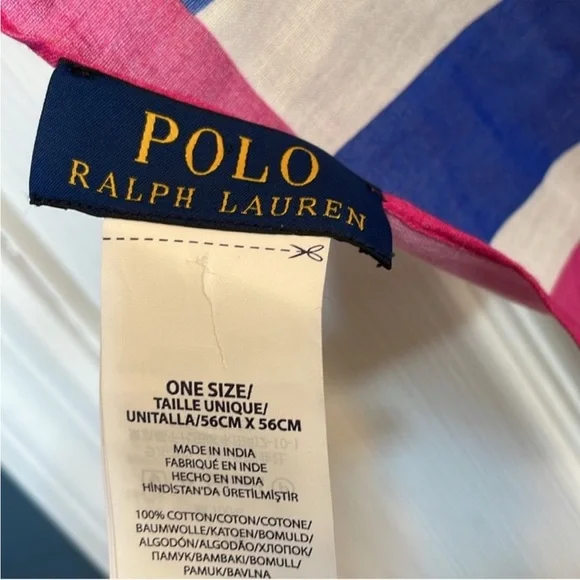 POLO
RALPH LAUREN
ONE SIZE/
TAILLE UNIQUE/
UNITALLA/56CM X 56CM
MADE IN INDIA
FABRIQUÉ EN INDE
HECHO EN INDIA
HİNDİSTAN'DA ÜRETİLMİŞTİR
100% COTTON/COTON/COTONE/
BAUMWOLLE/KATOEN/BOMULD/
ALGODÓN/ALGODÃO/ХЛОПОК/
ПАМУК/BAMBAKI/BOMULL/
PAMUK/BAVLNA